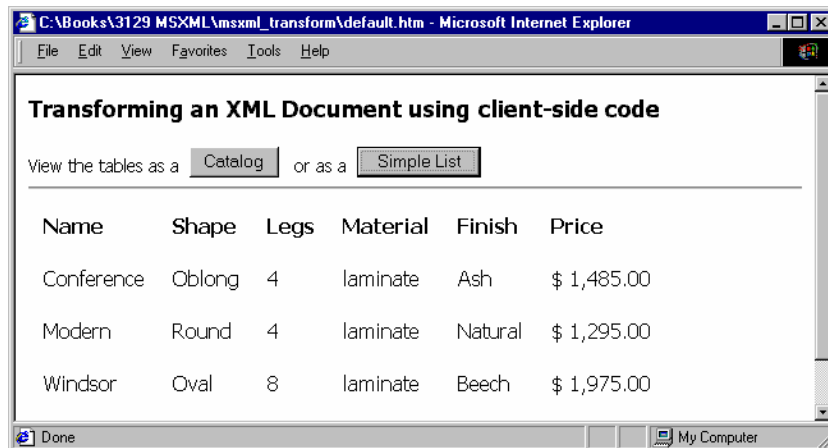 C:\Books\3129 MSXML\msxml_transform\default.htm - Microsoft Internet Explorer
File Edit View Favorites Tools Help
Transforming an XML Document using client-side code
View the tables as a Catalog or as a Simple List
Name Shape Legs Material Finish Price
Conference Oblong 4 laminate Ash $ 1,485.00
Modern Round 4 laminate Natural $ 1,295.00
Windsor Oval 8 laminate Beech $ 1,975.00
Done My Computer